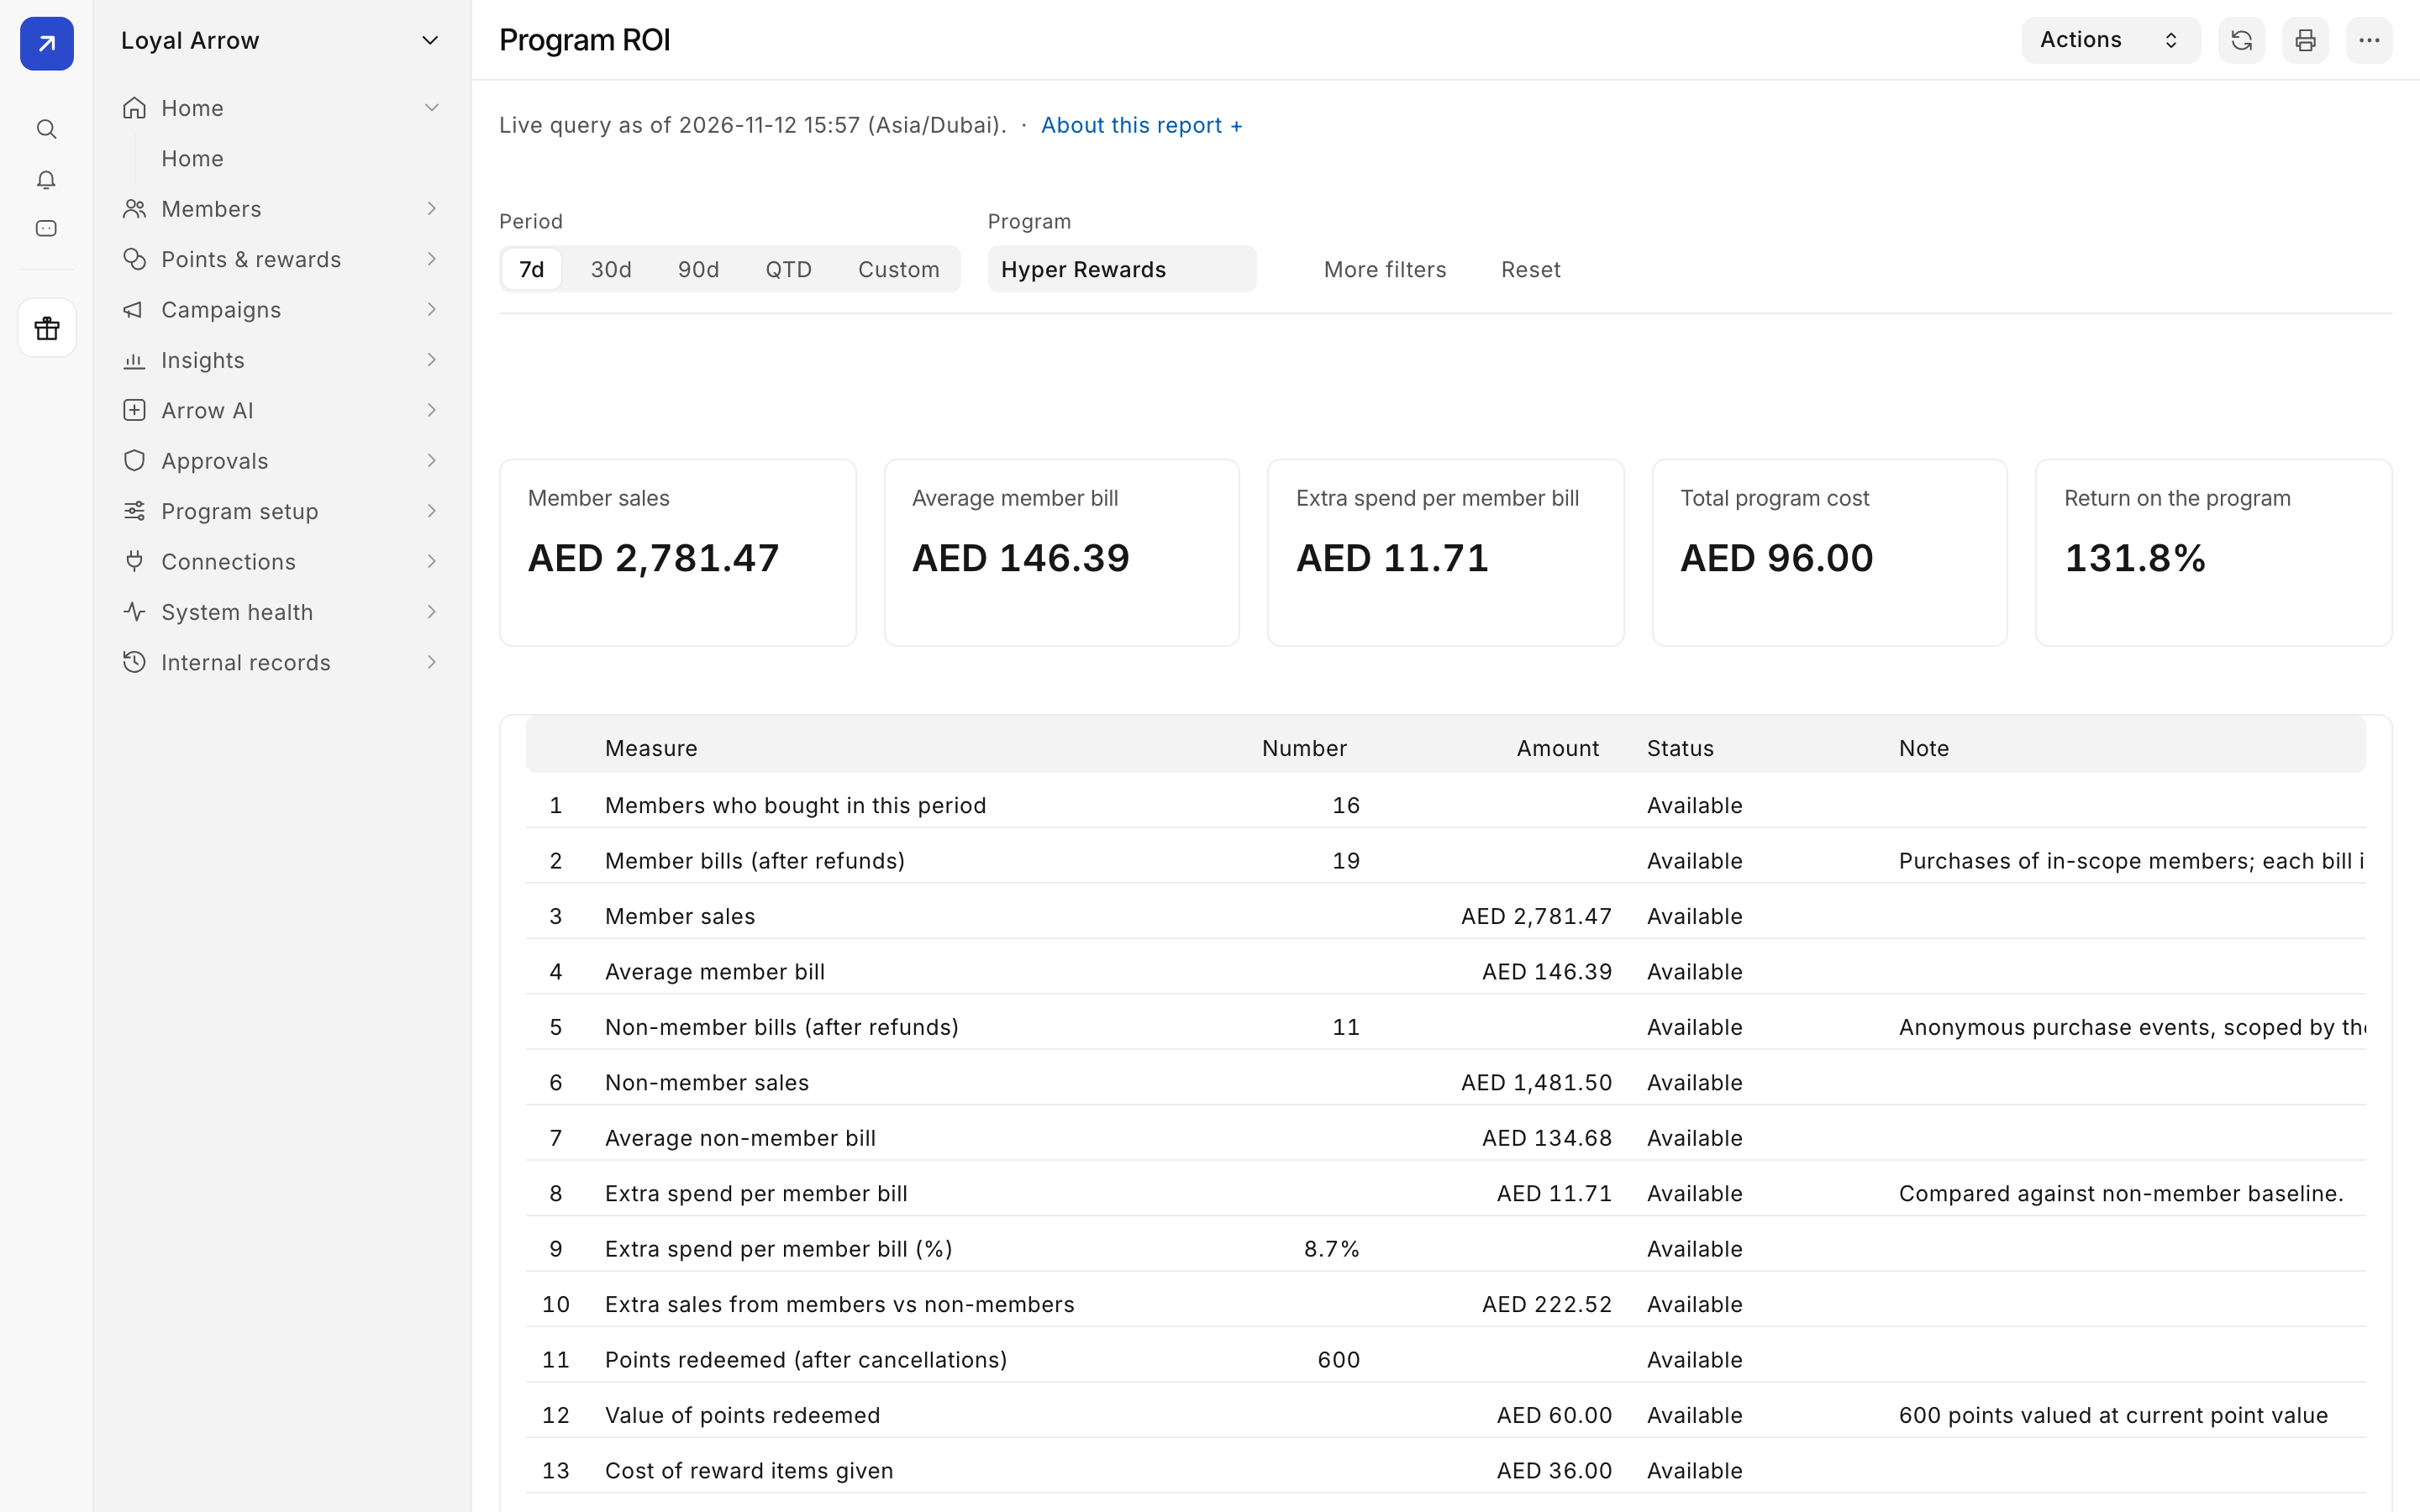 Loyal Arrow
Home
Home
Members
Points & rewards
Campaigns
Insights
Arrow AI
Approvals
Program setup
Connections
System health
Internal records
Program ROI
Actions
Live query as of 2026-11-12 15:57 (Asia/Dubai). · About this report +
Period
Program
7d 30d 90d QTD Custom
Hyper Rewards
More filters
Reset
Member sales
AED 2,781.47
Average member bill
AED 146.39
Extra spend per member bill
AED 11.71
Total program cost
AED 96.00
Return on the program
131.8%
Measure Number Amount Status Note
1 Members who bought in this period 16 Available
2 Member bills (after refunds) 19 Available Purchases of in-scope members; each bill i
3 Member sales AED 2,781.47 Available
4 Average member bill AED 146.39 Available
5 Non-member bills (after refunds) 11 Available Anonymous purchase events, scoped by the
6 Non-member sales AED 1,481.50 Available
7 Average non-member bill AED 134.68 Available
8 Extra spend per member bill AED 11.71 Available Compared against non-member baseline.
9 Extra spend per member bill (%) 8.7% Available
10 Extra sales from members vs non-members AED 222.52 Available
11 Points redeemed (after cancellations) 600 Available
12 Value of points redeemed AED 60.00 Available 600 points valued at current point value
13 Cost of reward items given AED 36.00 Available